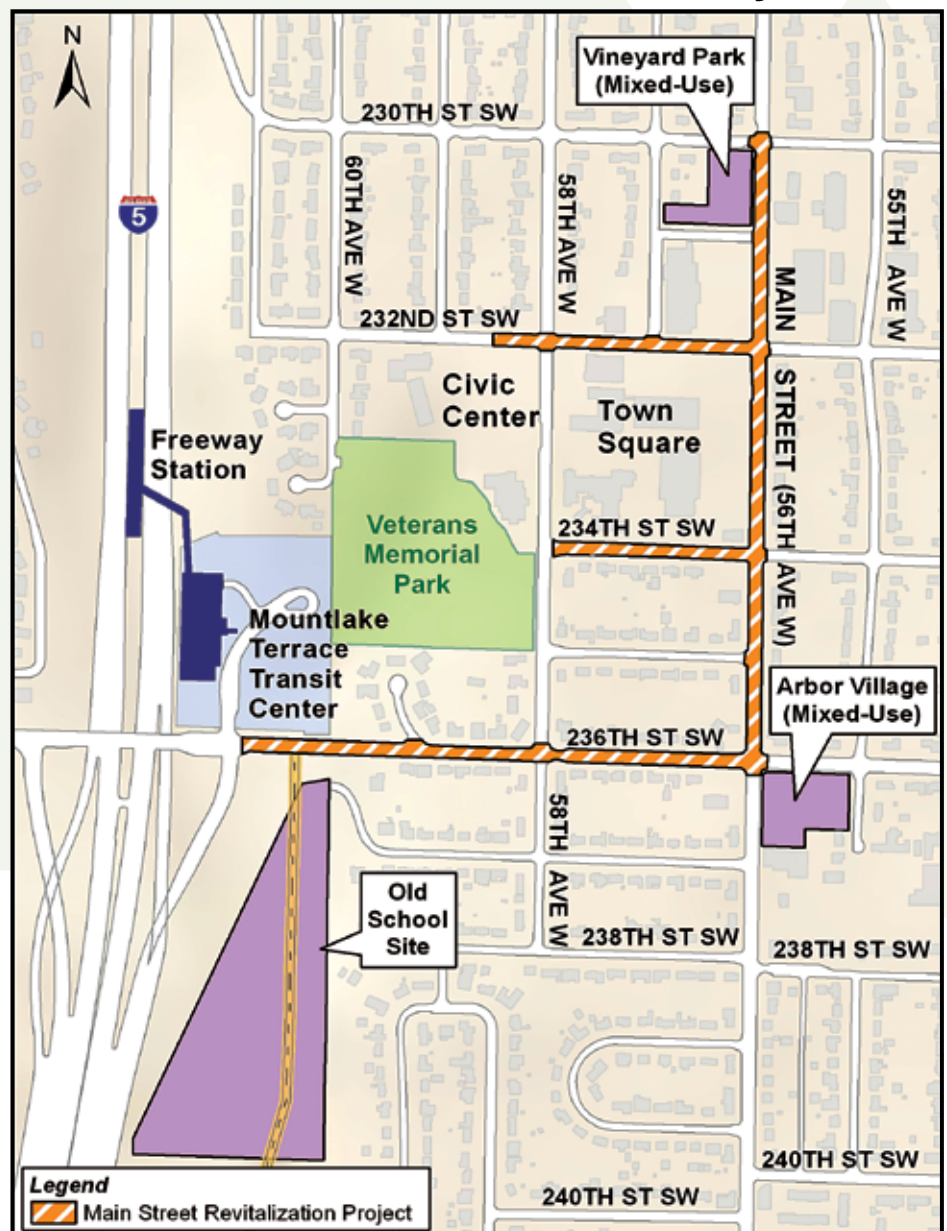 N
Vineyard Park
(Mixed-Use)
230TH ST SW
5
60TH AVE W
58TH AVE W
55TH AVE W
MAIN STREET (56TH AVE W)
232ND ST SW
Civic
Center
Town
Square
Freeway
Station
Veterans
Memorial
Park
234TH ST SW
Mountlake
Terrace
Transit
Center
Arbor Village
(Mixed-Use)
236TH ST SW
58TH AVE W
Old
School
Site
238TH ST SW
238TH ST SW
240TH ST SW
240TH ST SW
Legend
Main Street Revitalization Project